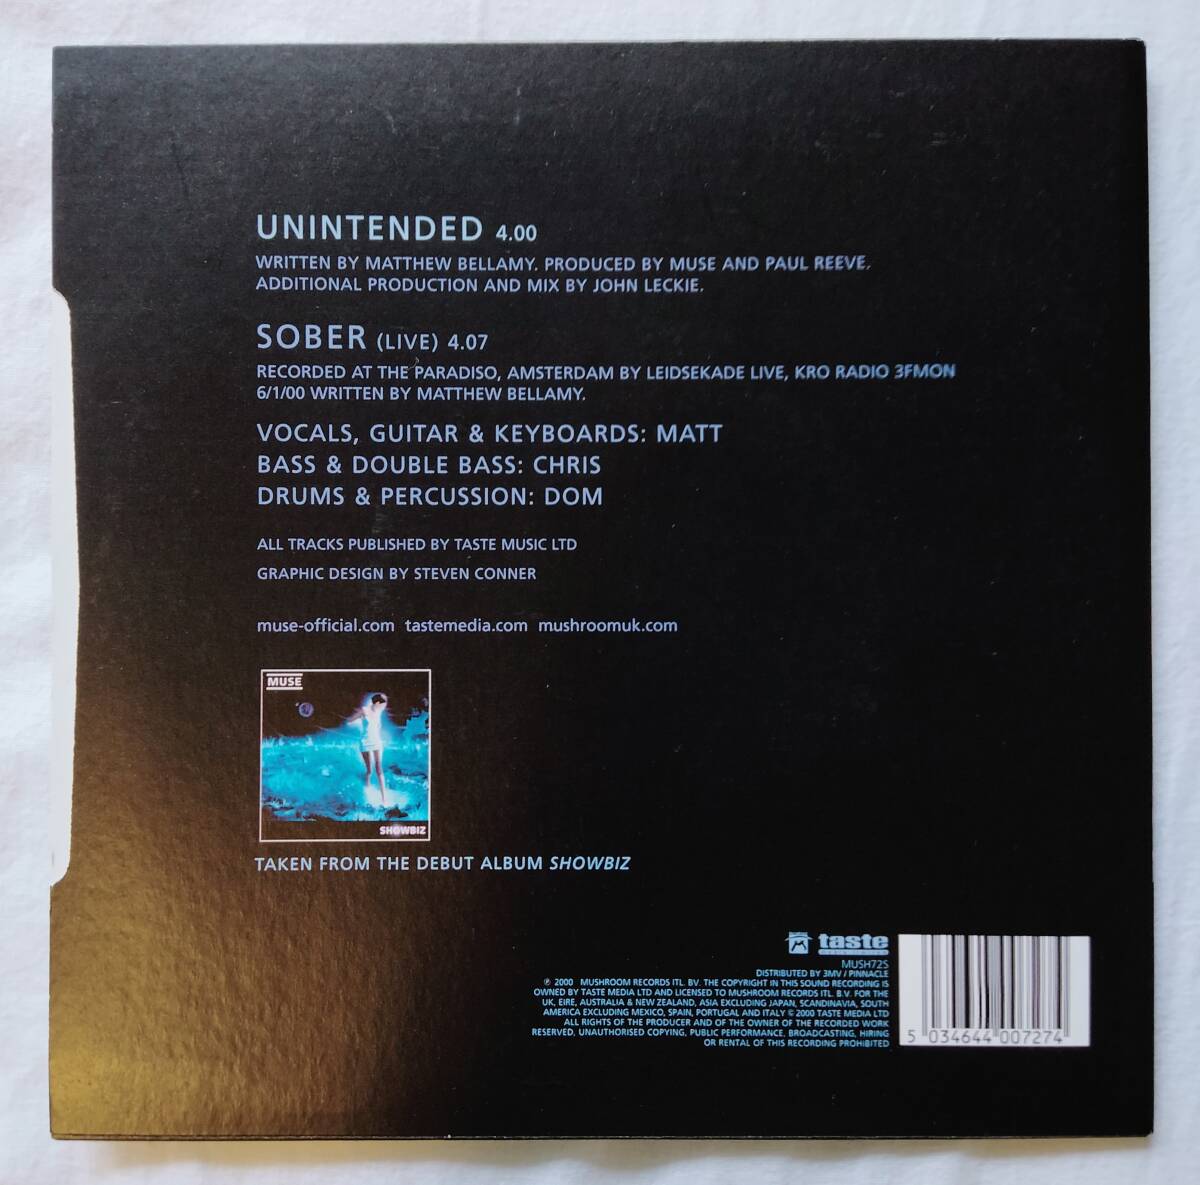 UNINTENDED 4.00
WRITTEN BY MATTHEW BELLAMY. PRODUCED BY MUSE AND PAUL REEVE.
ADDITIONAL PRODUCTION AND MIX BY JOHN LECKIE.
SOBER (LIVE) 4.07
RECORDED AT THE PARADISO, AMSTERDAM BY LEIDSEKADE LIVE, KRO RADIO 3FMON
6/1/00 WRITTEN BY MATTHEW BELLAMY.
VOCALS, GUITAR & KEYBOARDS: MATT
BASS & DOUBLE BASS: CHRIS
DRUMS & PERCUSSION: DOM
ALL TRACKS PUBLISHED BY TASTE MUSIC LTD
GRAPHIC DESIGN BY STEVEN CONNER
muse-official.com tastemedia.com mushroomuk.com
MUSE
SHOWBIZ
TAKEN FROM THE DEBUT ALBUM SHOWBIZ
taste
MUSH72S
DISTRIBUTED BY 3MV / PINNACLE
℗ 2000 MUSHROOM RECORDS ITL. BV. THE COPYRIGHT IN THIS SOUND RECORDING IS
OWNED BY TASTE MEDIA LTD AND LICENSED TO MUSHROOM RECORDS ITL. B.V. FOR THE
UK, EIRE, AUSTRALIA & NEW ZEALAND, ASIA EXCLUDING JAPAN, SCANDINAVIA, SOUTH
AMERICA EXCLUDING MEXICO, SPAIN, PORTUGAL AND ITALY © 2000 TASTE MEDIA LTD
ALL RIGHTS OF THE PRODUCER AND OF THE OWNER OF THE RECORDED WORK
RESERVED. UNAUTHORISED COPYING, PUBLIC PERFORMANCE, BROADCASTING, HIRING
OR RENTAL OF THIS RECORDING PROHIBITED
5 034644 007274